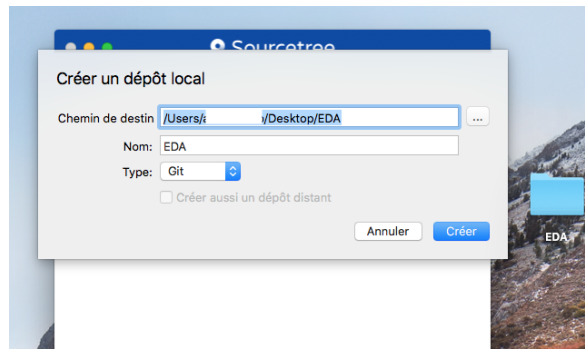 Sourcetree
Créer un dépôt local
Chemin de destin /Users/ /Desktop/EDA ...
Nom: EDA
Type: Git
Créer aussi un dépôt distant
Annuler Créer
EDA